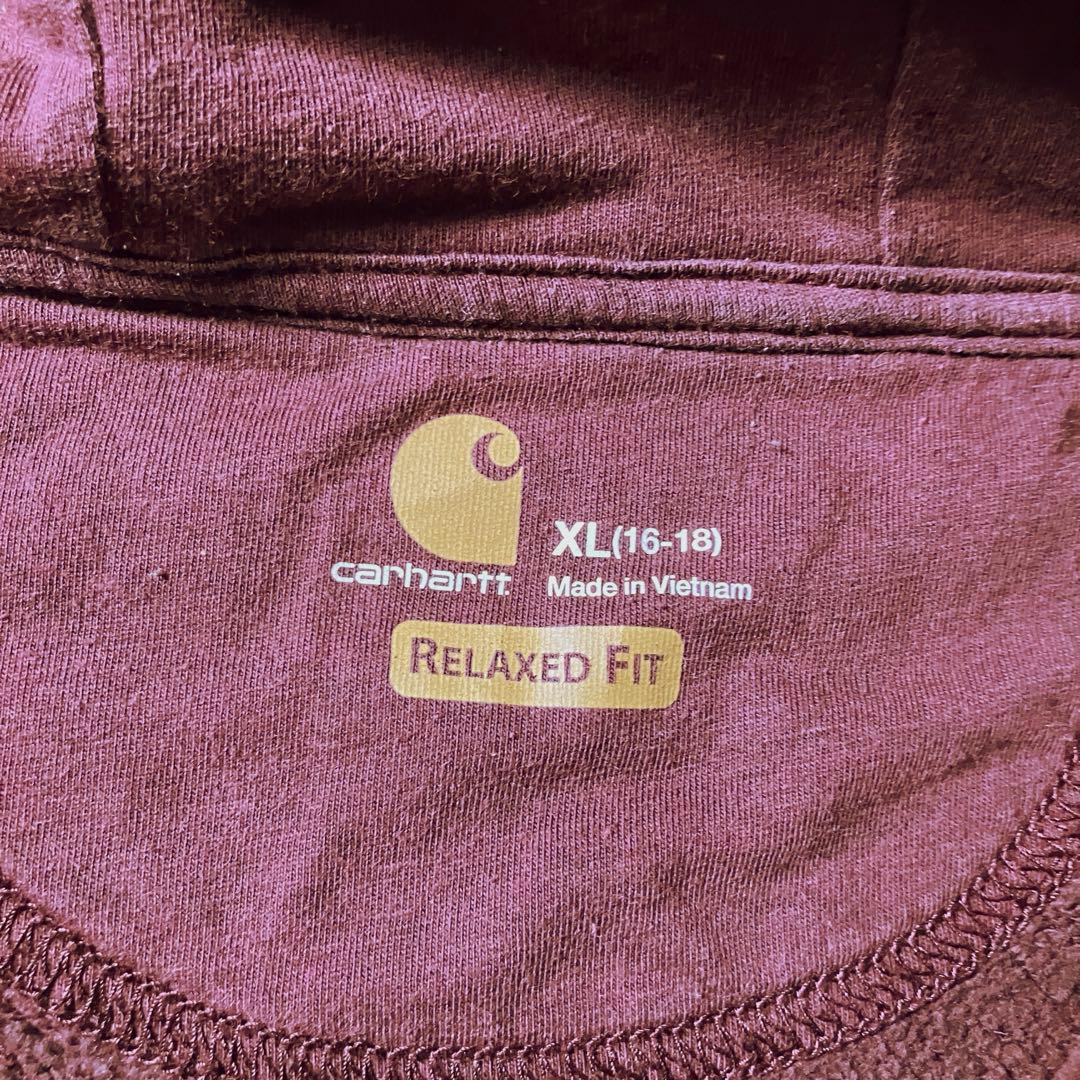 carhartt
XL(16-18)
Made in Vietnam
RELAXED FIT